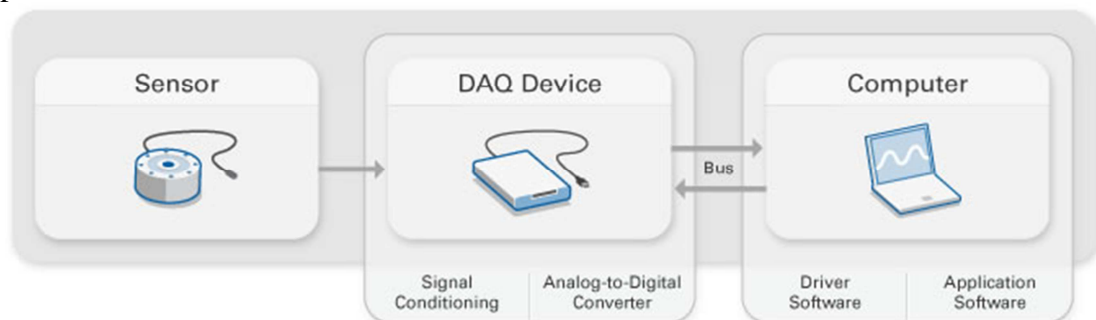 Sensor
DAQ Device
Computer
Bus
Signal
Conditioning
Analog-to-Digital
Converter
Driver
Software
Application
Software